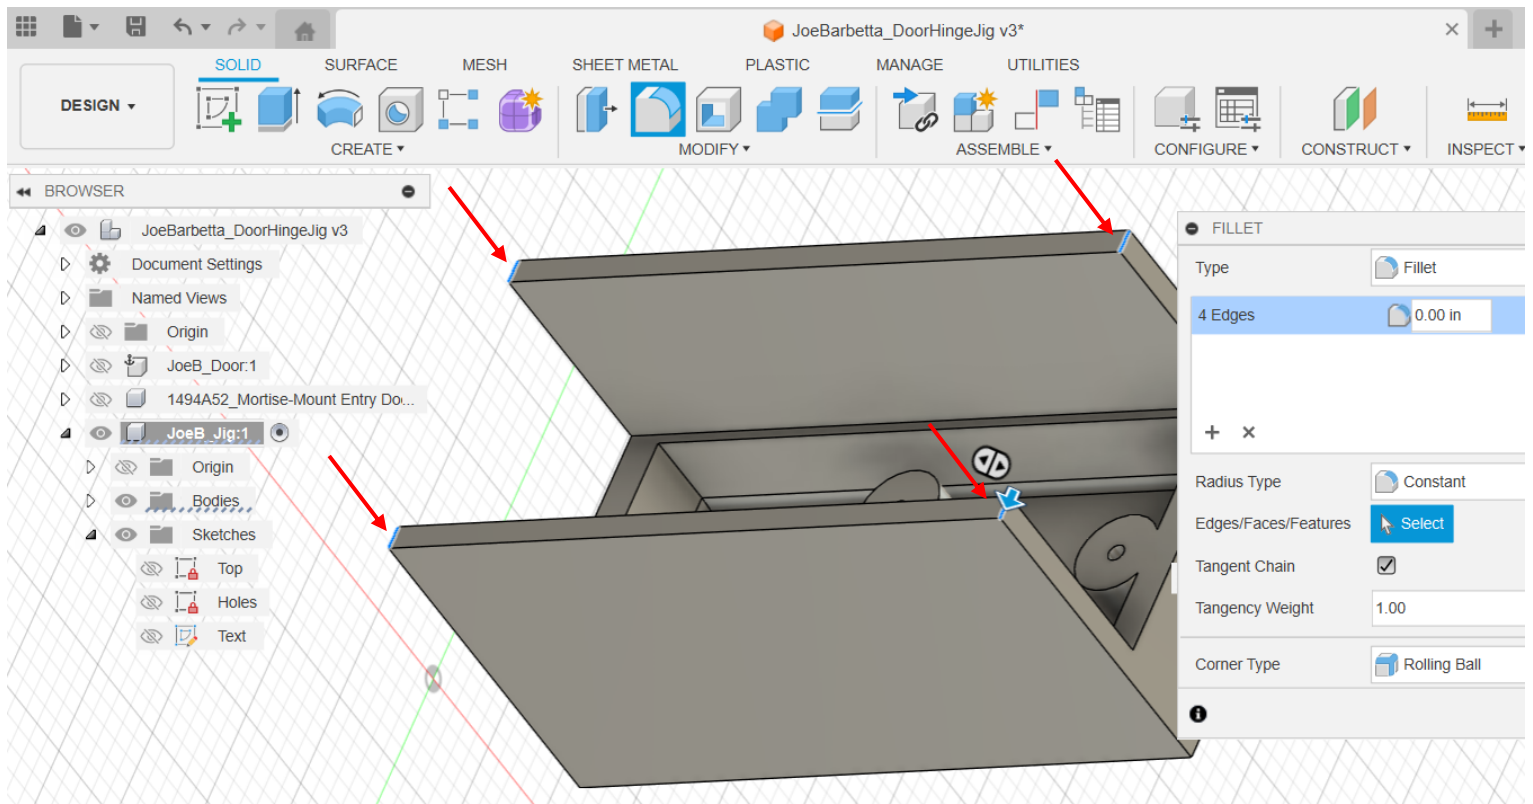 JoeBarbetta_DoorHingeJig v3*
SOLID SURFACE MESH SHEET METAL PLASTIC MANAGE UTILITIES
DESIGN
CREATE MODIFY ASSEMBLE CONFIGURE CONSTRUCT INSPECT
BROWSER
JoeBarbetta_DoorHingeJig v3
Document Settings
Named Views
Origin
JoeB_Door:1
1494A52_Mortise-Mount Entry Do...
JoeB_Jig:1
Origin
Bodies
Sketches
Top
Holes
Text
FILLET
Type Fillet
4 Edges 0.00 in
Radius Type Constant
Edges/Faces/Features Select
Tangent Chain
Tangency Weight 1.00
Corner Type Rolling Ball